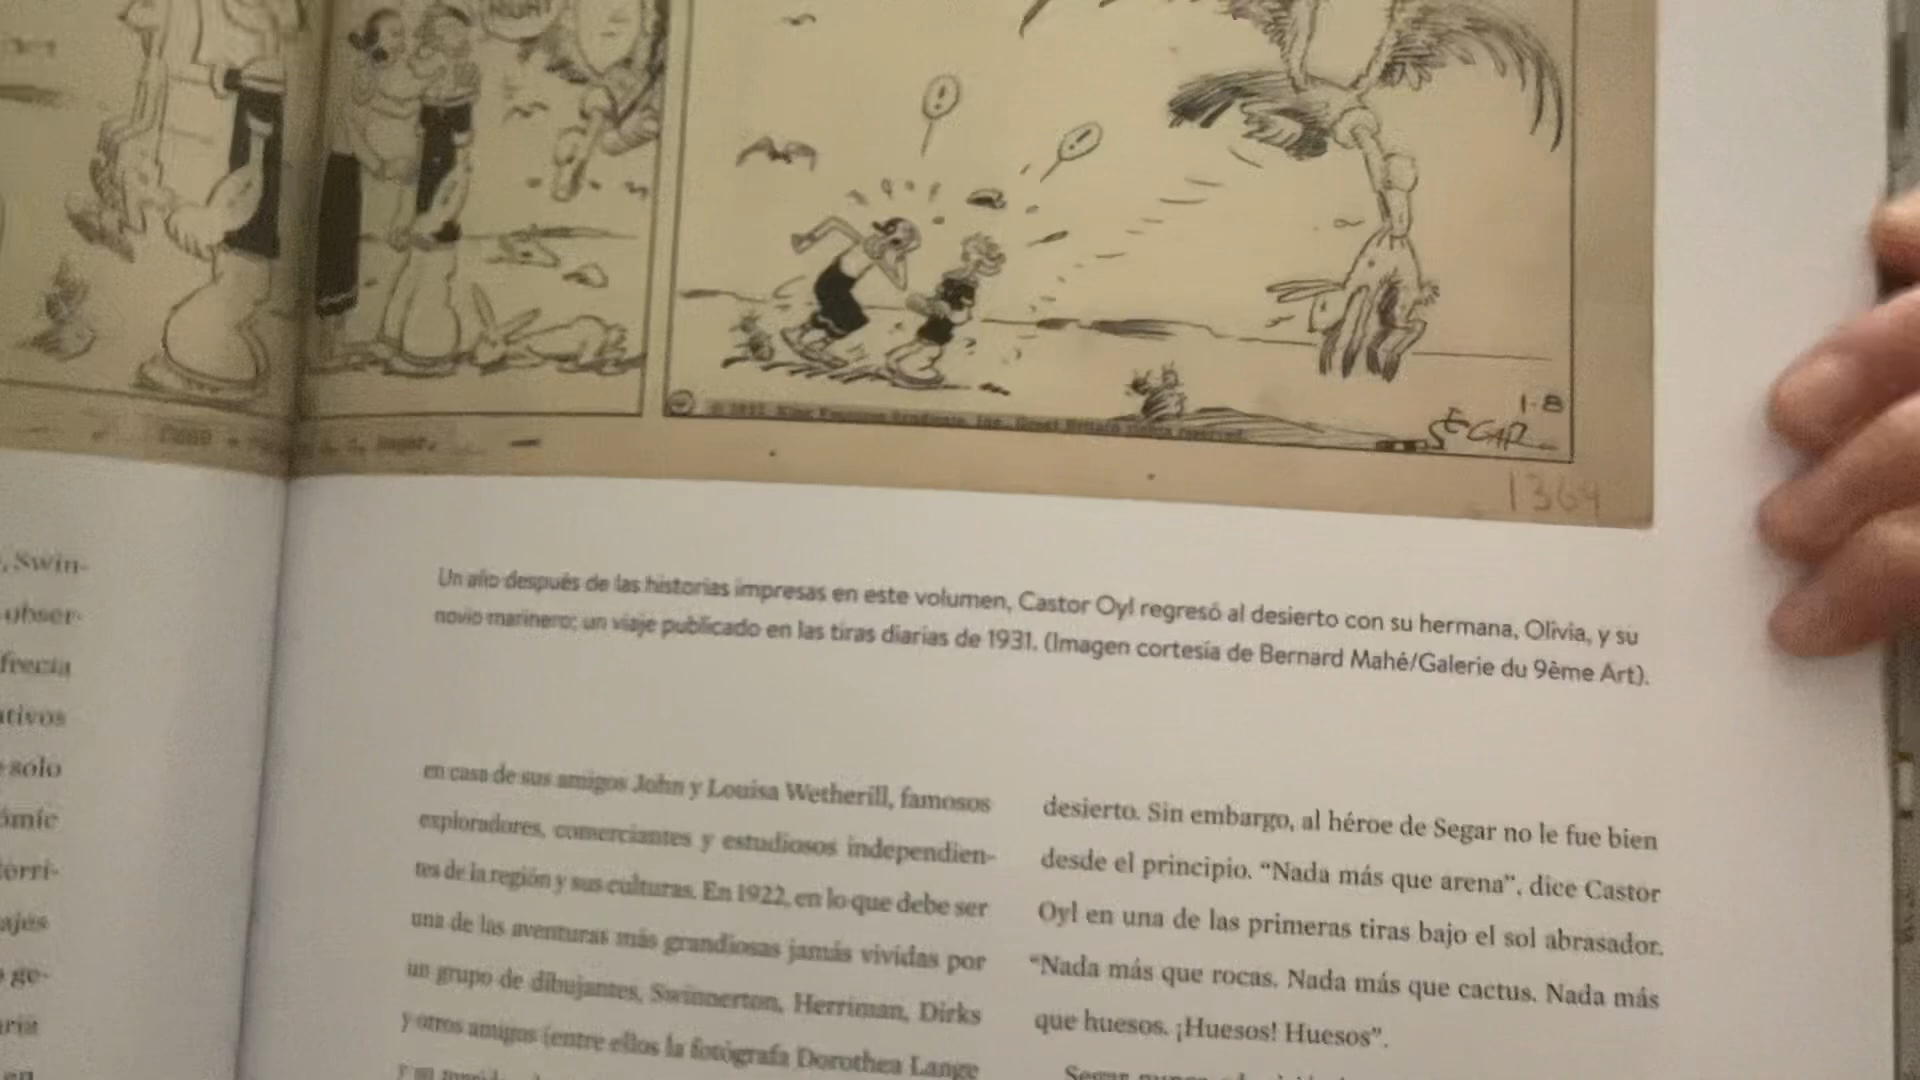 HUH?
1-8
SEGAR
1364
Un año después de las historias impresas en este volumen, Castor Oyl regresó al desierto con su hermana, Olivia, y su
novio marinero; un viaje publicado en las tiras diarias de 1931. (Imagen cortesía de Bernard Mahé/Galerie du 9ème Art).
, Swin-
obser-
frecía
ativos
solo
ómic
torri-
ajes
ge-
aria
en
en casa de sus amigos John y Louisa Wetherill, famosos
exploradores, comerciantes y estudiosos independien-
tes de la región y sus culturas. En 1922, en lo que debe ser
una de las aventuras más grandiosas jamás vividas por
un grupo de dibujantes, Swinnerton, Herriman, Dirks
y otros amigos (entre ellos la fotógrafa Dorothea Lange
desierto. Sin embargo, al héroe de Segar no le fue bien
desde el principio. “Nada más que arena”, dice Castor
Oyl en una de las primeras tiras bajo el sol abrasador.
“Nada más que rocas. Nada más que cactus. Nada más
que huesos. ¡Huesos! Huesos”.
Segar